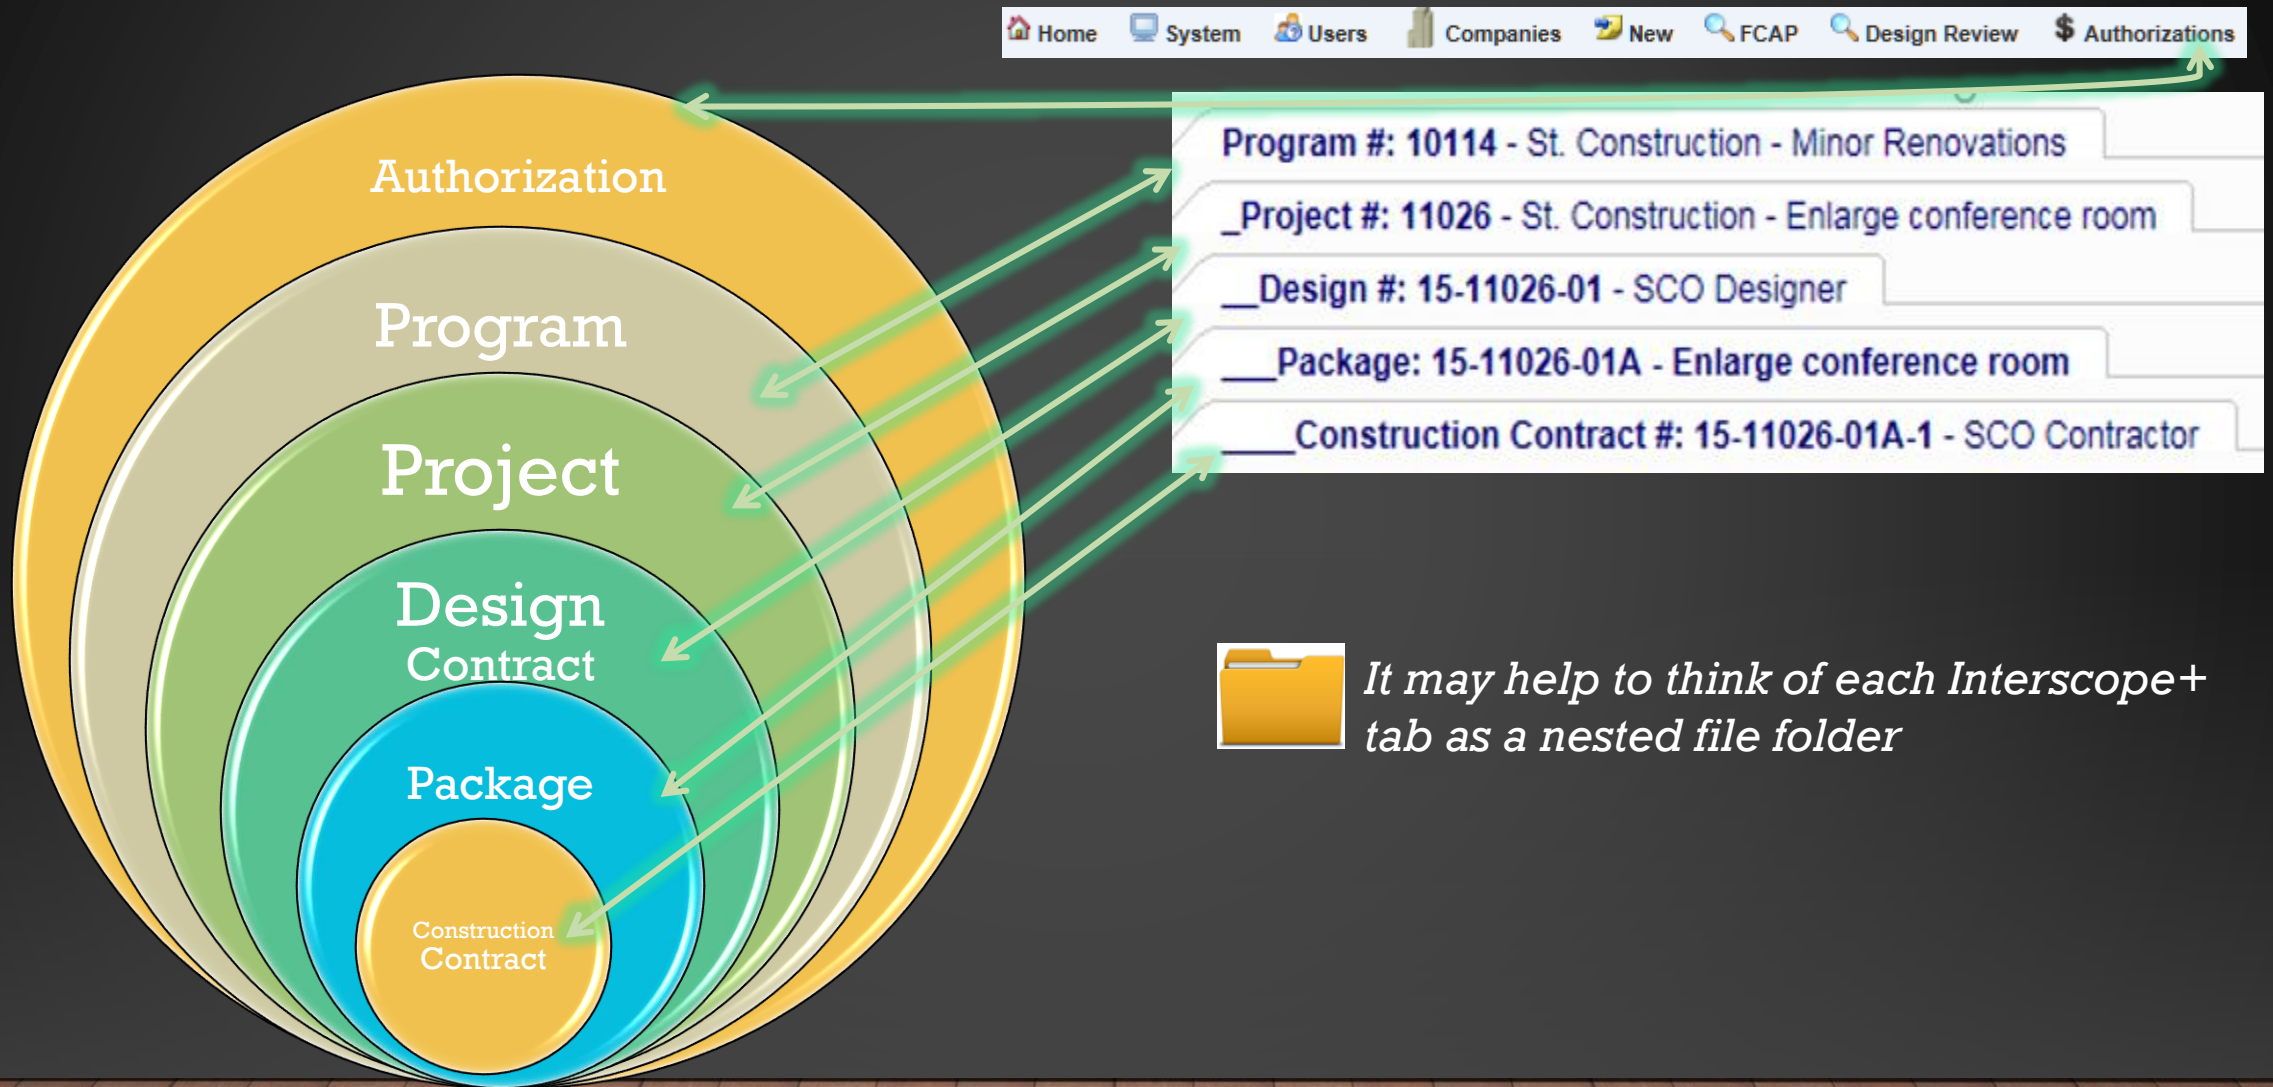 Home System Users Companies New FCAP Design Review $ Authorizations
Authorization
Program
Project
Design
Contract
Package
Construction
Contract
Program #: 10114 - St. Construction - Minor Renovations
_Project #: 11026 - St. Construction - Enlarge conference room
__Design #: 15-11026-01 - SCO Designer
___Package: 15-11026-01A - Enlarge conference room
____Construction Contract #: 15-11026-01A-1 - SCO Contractor
It may help to think of each Interscope+
tab as a nested file folder